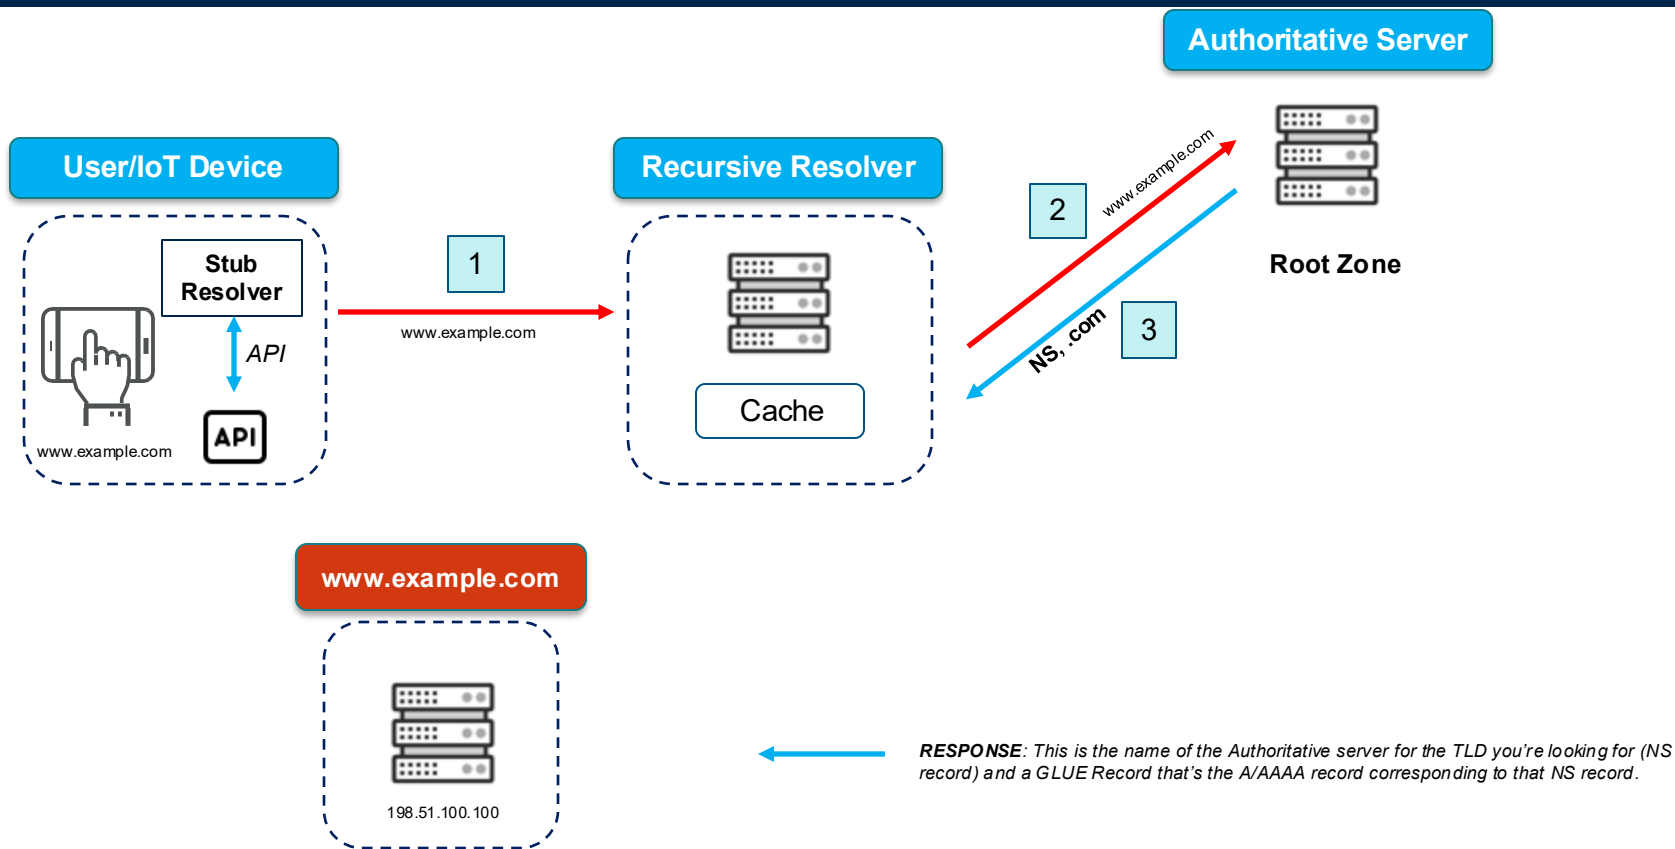 Authoritative Server
User/IoT Device
Recursive Resolver
Stub
Resolver
API
API
www.example.com
1
www.example.com
Cache
2
www.example.com
3
NS, .com
Root Zone
www.example.com
198.51.100.100
RESPONSE: This is the name of the Authoritative server for the TLD you're looking for (NS
record) and a GLUE Record that's the A/AAAA record corresponding to that NS record.